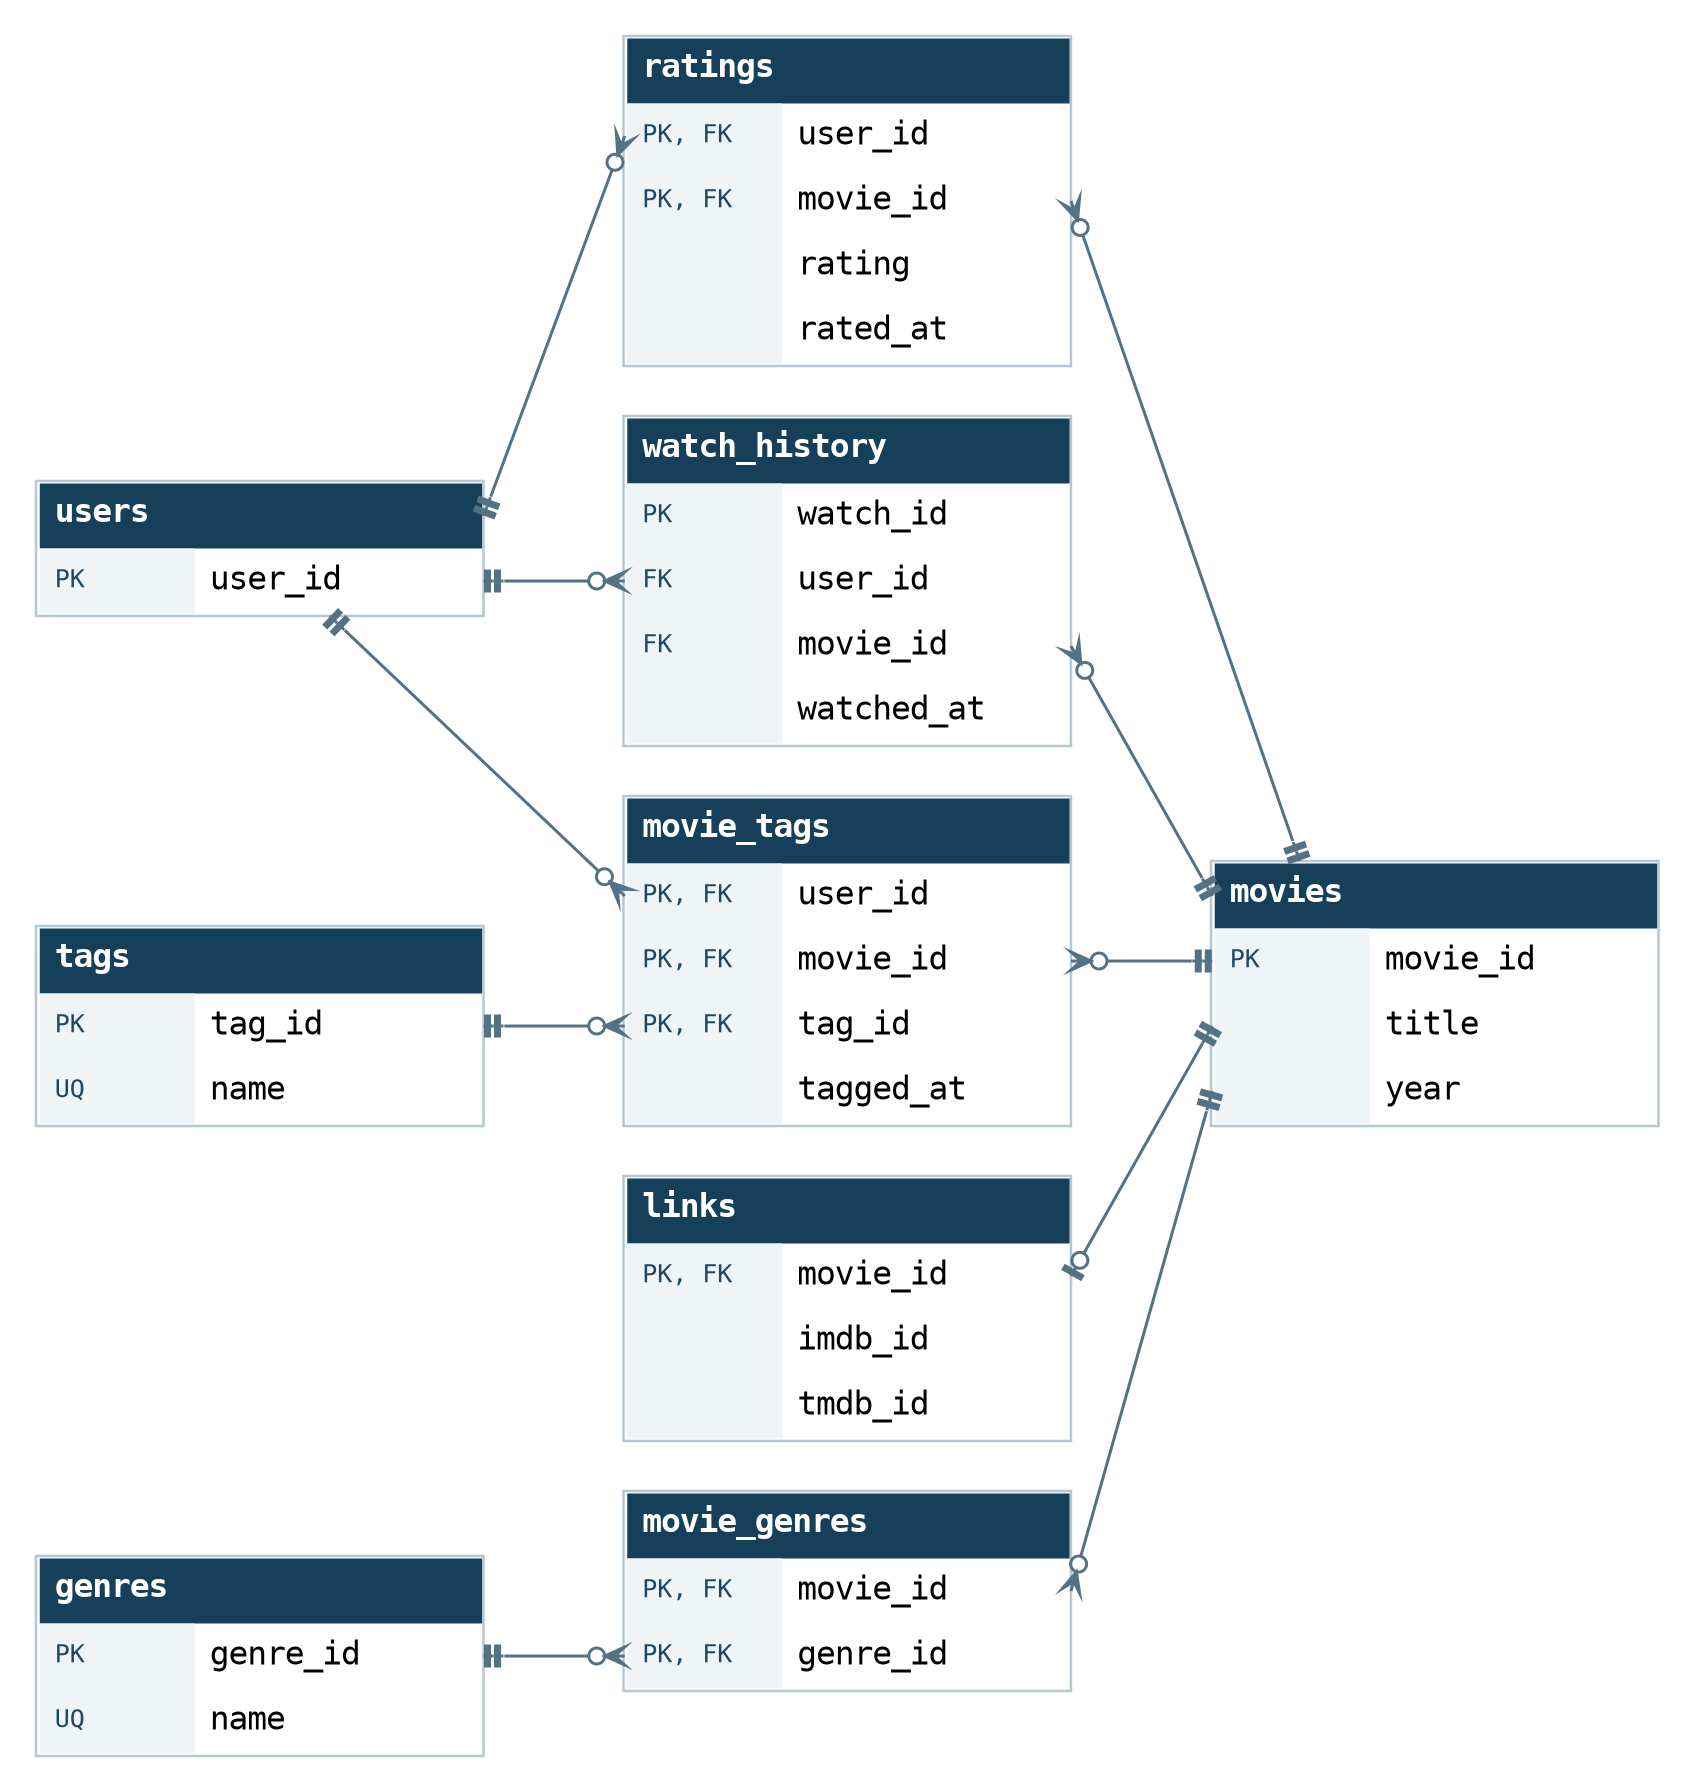 ratings
PK, FK user_id
PK, FK movie_id
rating
rated_at
watch_history
PK watch_id
FK user_id
FK movie_id
watched_at
users
PK user_id
movie_tags
PK, FK user_id
PK, FK movie_id
PK, FK tag_id
tagged_at
tags
PK tag_id
UQ name
movies
PK movie_id
title
year
links
PK, FK movie_id
imdb_id
tmdb_id
movie_genres
PK, FK movie_id
PK, FK genre_id
genres
PK genre_id
UQ name